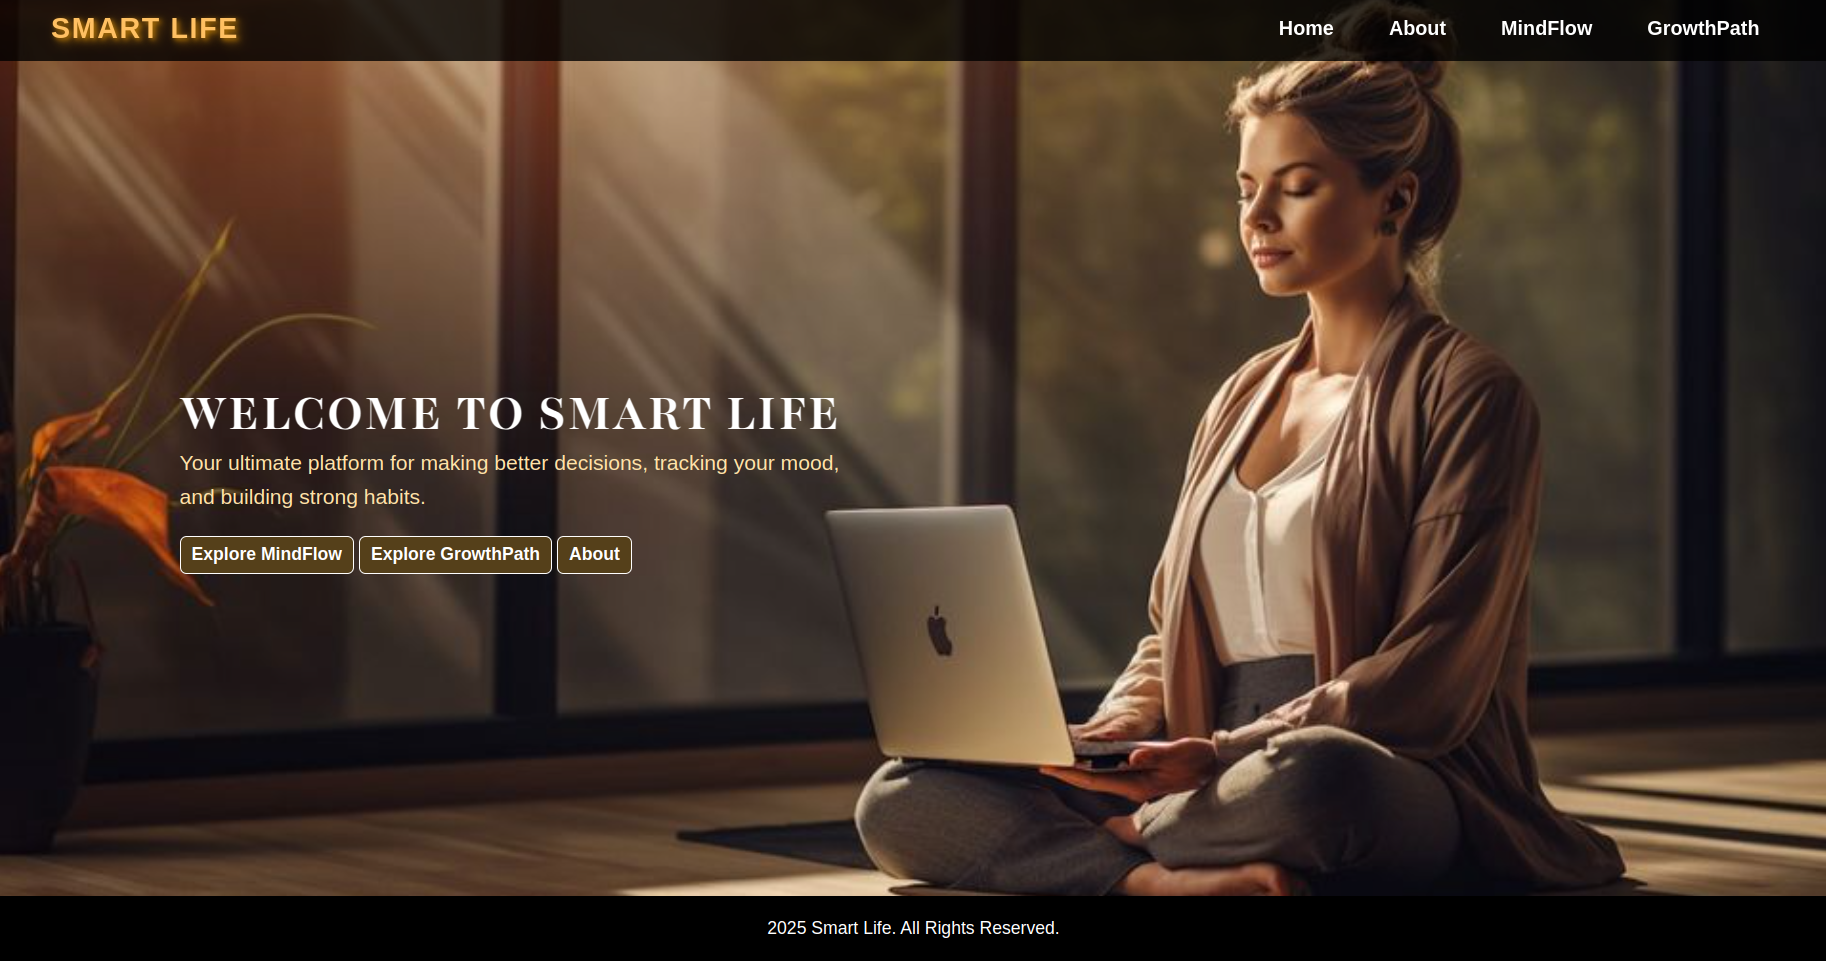 SMART LIFE
Home About MindFlow GrowthPath
WELCOME TO SMART LIFE
Your ultimate platform for making better decisions, tracking your mood,
and building strong habits.
Explore MindFlow Explore GrowthPath About
2025 Smart Life. All Rights Reserved.